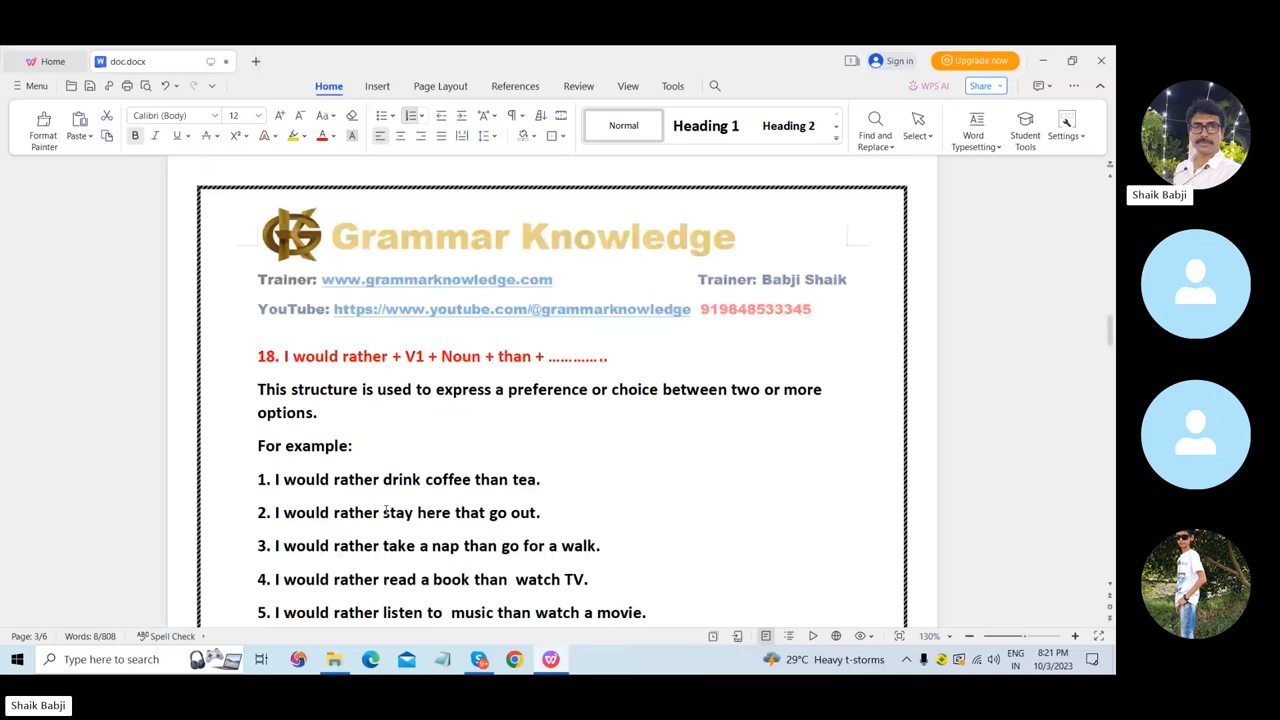 Home
doc.docx
Sign in
Upgrade now
Menu
Home
Insert
Page Layout
References
Review
View
Tools
WPS AI
Share
Format Painter
Paste
Calibri (Body)
12
Normal
Heading 1
Heading 2
Find and Replace
Select
Word Typesetting
Student Tools
Settings
Grammar Knowledge
Trainer: www.grammarknowledge.com Trainer: Babji Shaik
YouTube: https://www.youtube.com/@grammarknowledge 919848533345
18. I would rather + V1 + Noun + than + …………..
This structure is used to express a preference or choice between two or more
options.
For example:
1. I would rather drink coffee than tea.
2. I would rather stay here that go out.
3. I would rather take a nap than go for a walk.
4. I would rather read a book than  watch TV.
5. I would rather listen to  music than watch a movie.
Page: 3/6 Words: 8/808 Spell Check 130%
Type here to search
29°C Heavy t-storms
ENG
IN
8:21 PM
10/3/2023
Shaik Babji
Shaik Babji